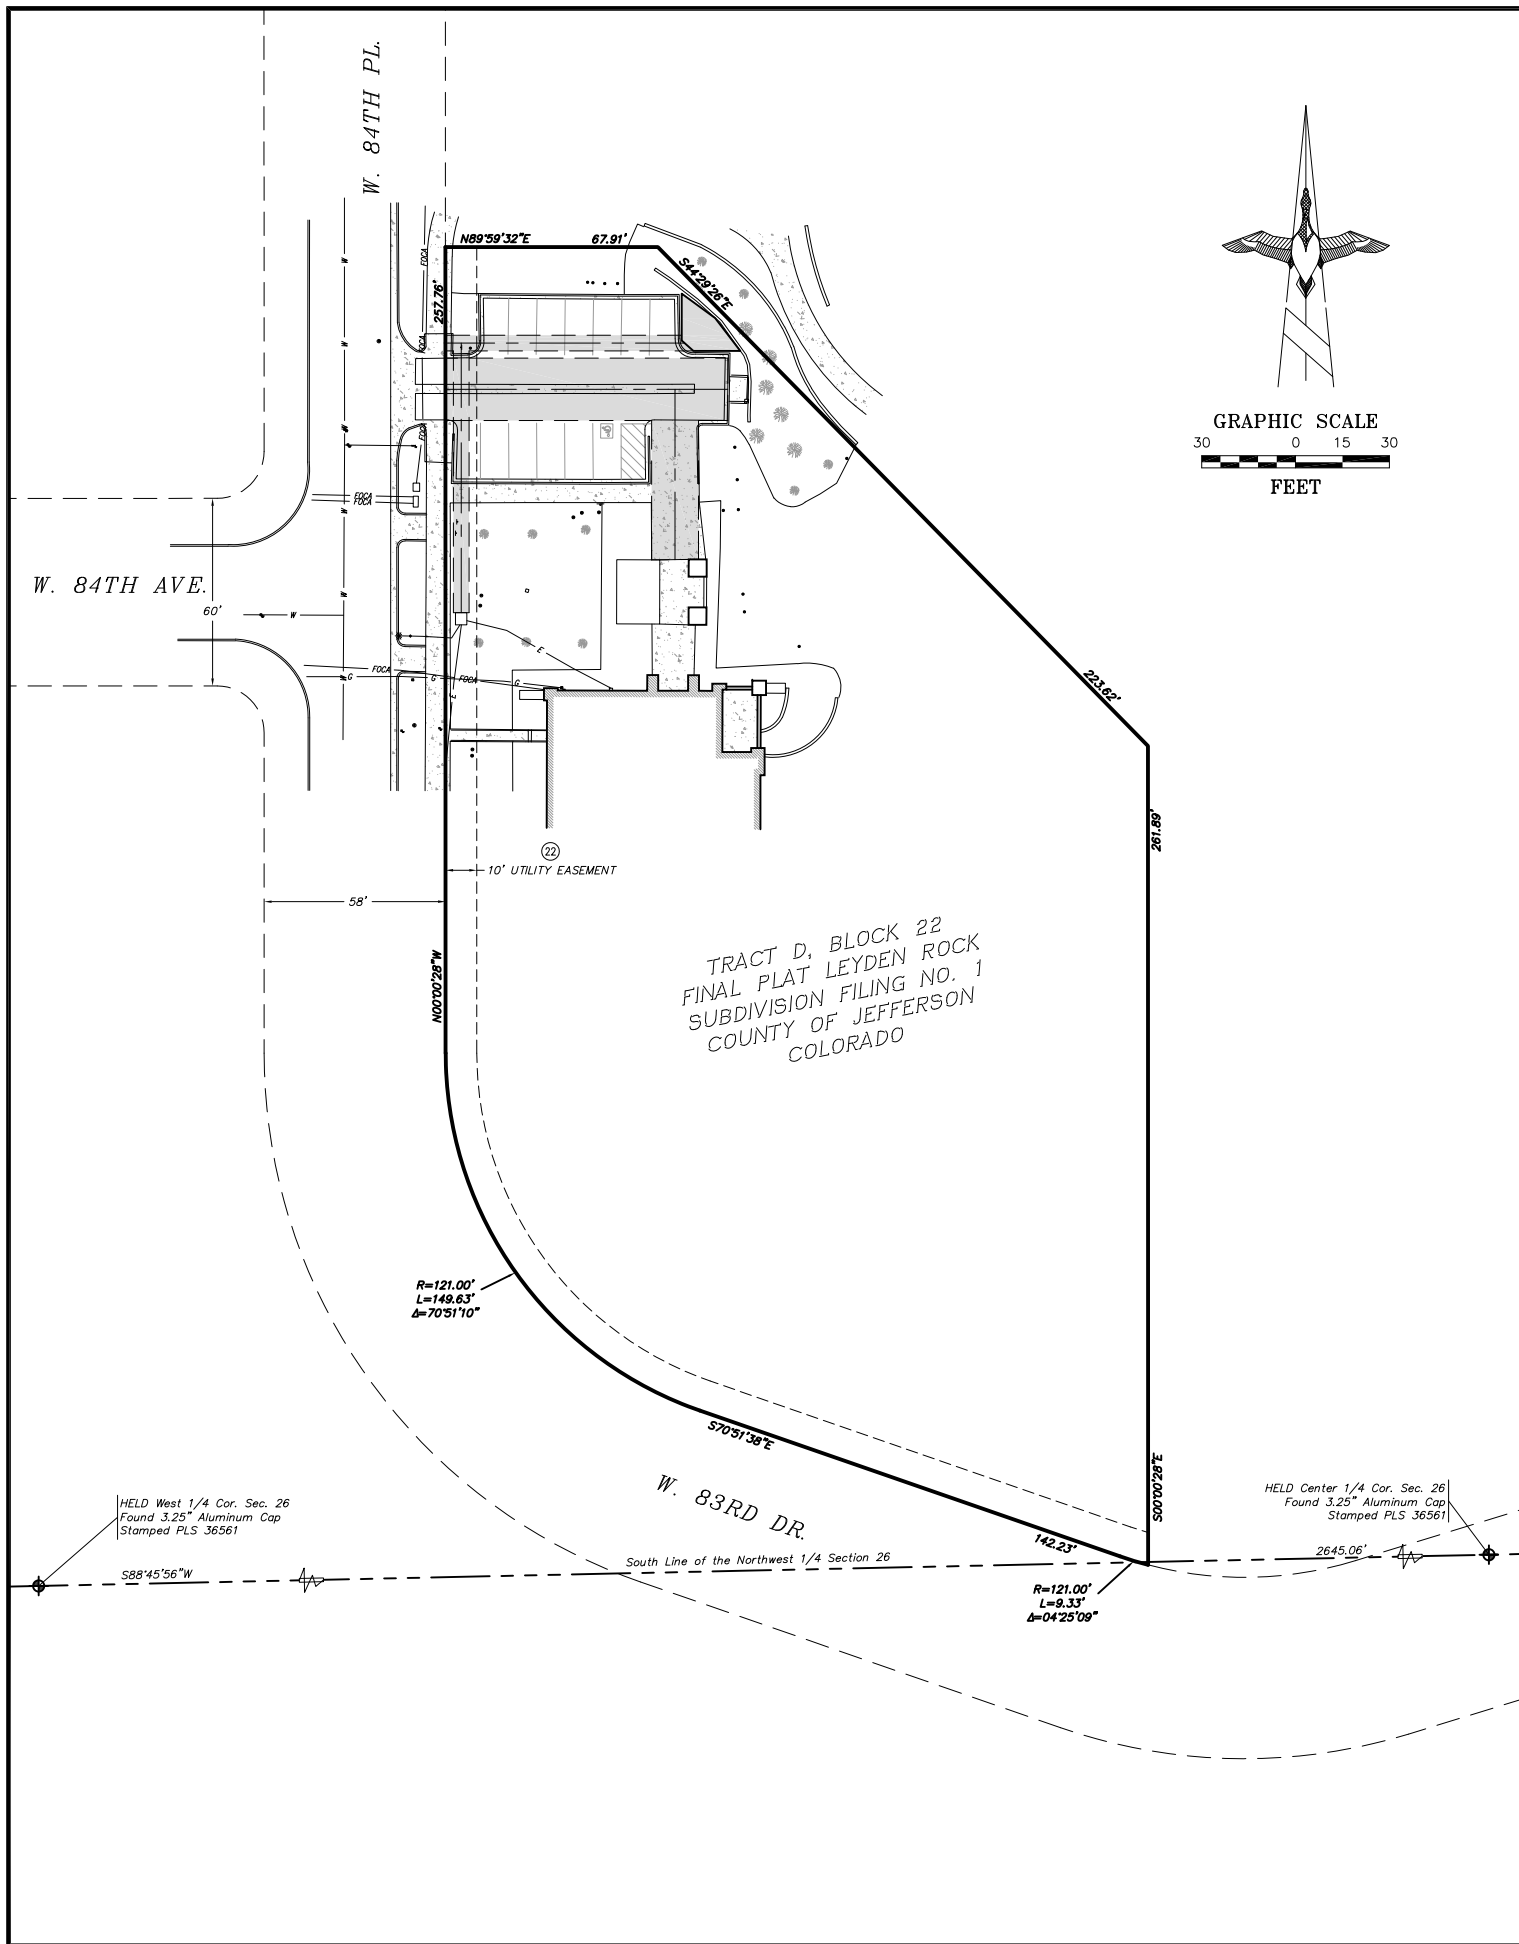 W. 84TH PL.
N89°59'32"E
67.91'
S44°29'26"E
257.76'
FOCA
FOCA
FOCA
W
W
W
W
W
W
GRAPHIC SCALE
30 0 15 30
FEET
FOCA
FOCA
W. 84TH AVE.
60'
W
FOCA
G
G
FOCA
G
E
E
223.62'
261.89'
22
10' UTILITY EASEMENT
58'
N00°00'28"W
TRACT D, BLOCK 22
FINAL PLAT LEYDEN ROCK
SUBDIVISION FILING NO. 1
COUNTY OF JEFFERSON
COLORADO
R=121.00'
L=149.63'
Δ=70°51'10"
S70°51'38"E
W. 83RD DR.
142.23'
S00°00'28"E
HELD West 1/4 Cor. Sec. 26
Found 3.25" Aluminum Cap
Stamped PLS 36561
HELD Center 1/4 Cor. Sec. 26
Found 3.25" Aluminum Cap
Stamped PLS 36561
S88°45'56"W
South Line of the Northwest 1/4 Section 26
2645.06'
R=121.00'
L=9.33'
Δ=04°25'09"